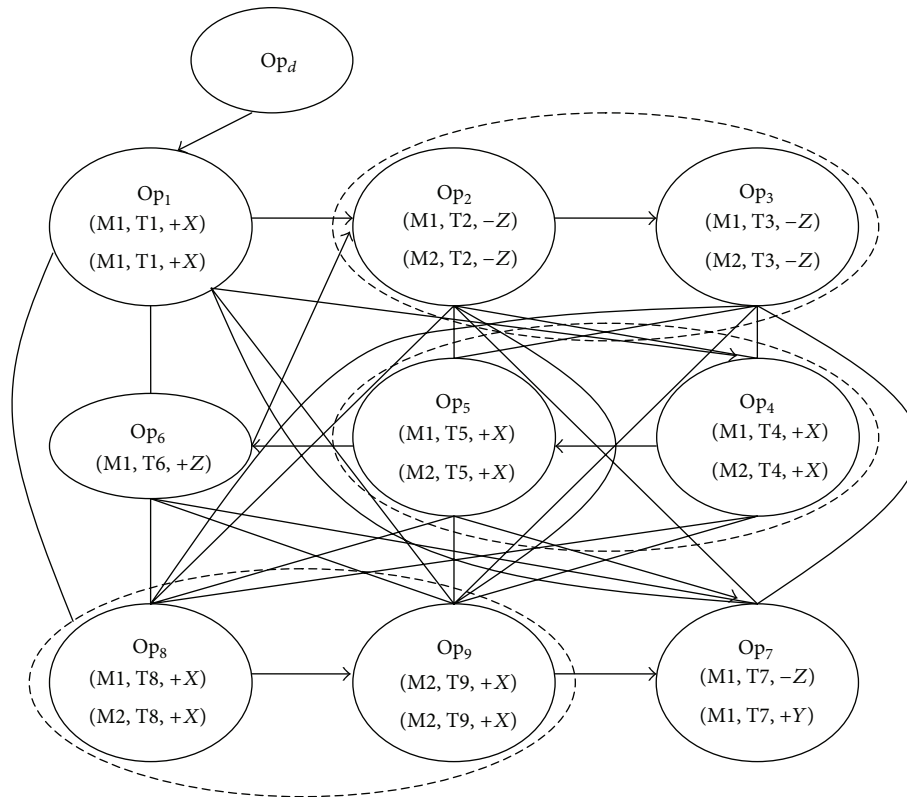 Op_d
Op_1
(M1, T1, +X)
(M1, T1, +X)
Op_2
(M1, T2, −Z)
(M2, T2, −Z)
Op_3
(M1, T3, −Z)
(M2, T3, −Z)
Op_6
(M1, T6, +Z)
Op_5
(M1, T5, +X)
(M2, T5, +X)
Op_4
(M1, T4, +X)
(M2, T4, +X)
Op_8
(M1, T8, +X)
(M2, T8, +X)
Op_9
(M2, T9, +X)
(M2, T9, +X)
Op_7
(M1, T7, −Z)
(M1, T7, +Y)